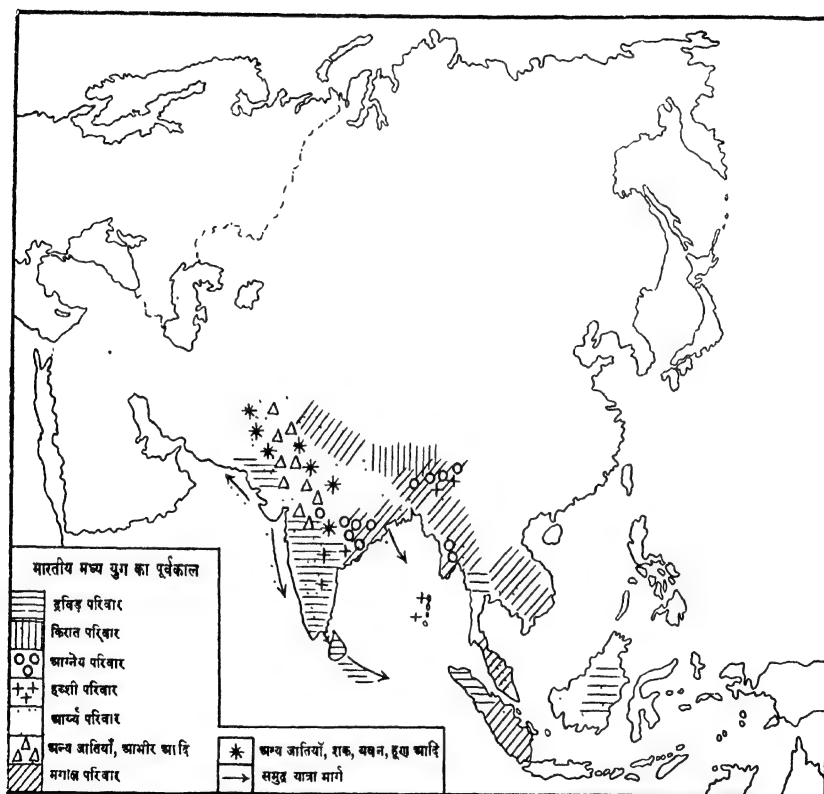 भारतीय मध्य युग का पूर्वकाल
द्रविड़ परिवार
किरात परिवार
आग्नेय परिवार
हब्शी परिवार
आर्य्य परिवार
अन्य जातियाँ, आभीर आदि
परिवार
अन्य जातियाँ, शक, यवन, हूण आदि
समुद्र यात्रा मार्ग